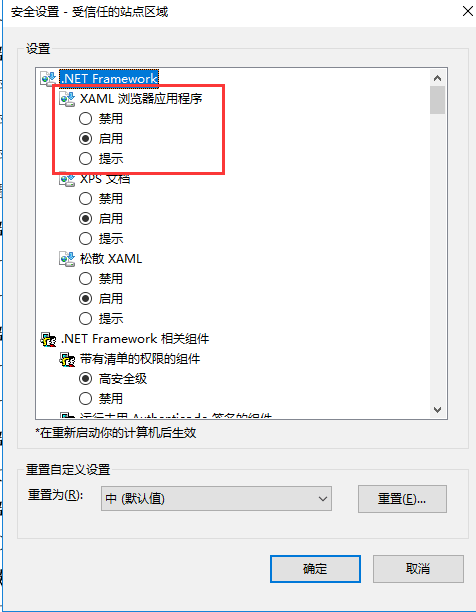 安全设置 - 受信任的站点区域
设置
.NET Framework
XAML 浏览器应用程序
禁用
启用
提示
XPS 文档
禁用
启用
提示
松散 XAML
禁用
启用
提示
.NET Framework 相关组件
带有清单的权限的组件
高安全级
禁用
运行未用 Authenticode 签名的组件
*在重新启动你的计算机后生效
重置自定义设置
重置为(R):
中 (默认值)
重置(E)...
确定
取消